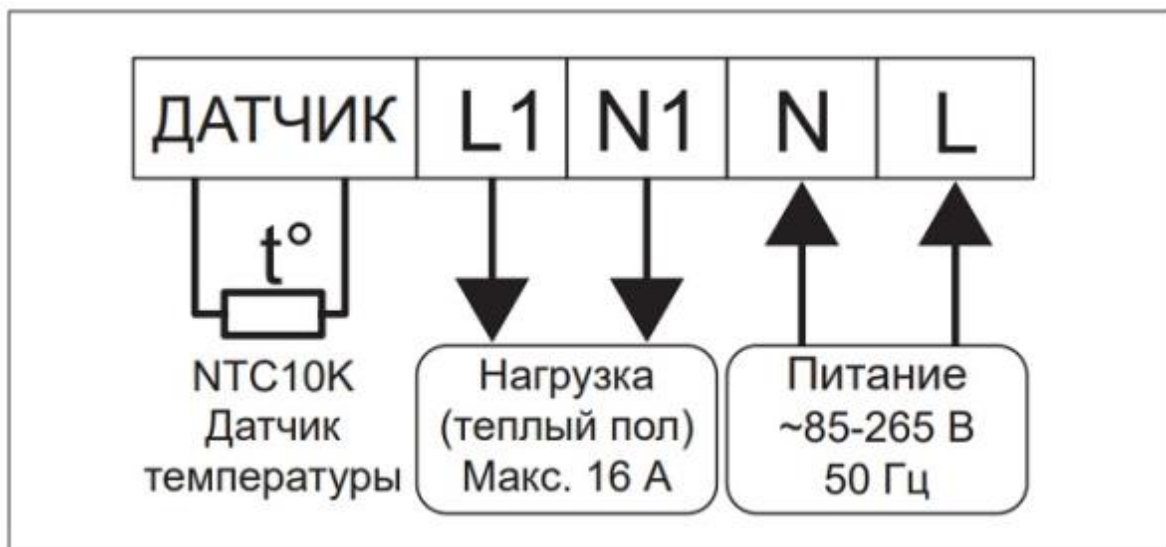 ДАТЧИК L1 N1 N L
t°
NTC10K
Датчик
температуры
Нагрузка
(теплый пол)
Макс. 16 А
Питание
~85-265 В
50 Гц